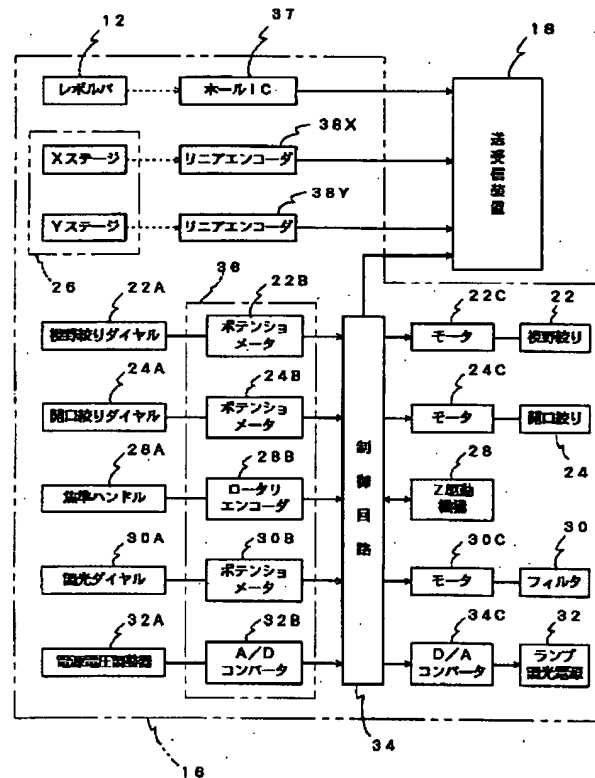 12
37
18
レボルバ
ホールIC
送受信装置
38X
Xステージ
リニアエンコーダ
38Y
Yステージ
リニアエンコーダ
26
36
22A
22B
22C
22
視野絞りダイヤル
ポテンショ
メータ
モータ
視野絞り
24A
24B
24C
開口絞りダイヤル
ポテンショ
メータ
モータ
開口絞り
24
28A
28B
28
焦準ハンドル
ロータリ
エンコーダ
制御回路
Z駆動
機構
30A
30B
30C
30
調光ダイヤル
ポテンショ
メータ
モータ
フィルタ
32A
32B
34C
32
電源電圧調整器
A/D
コンバータ
D/A
コンバータ
ランプ
調光電源
34
16